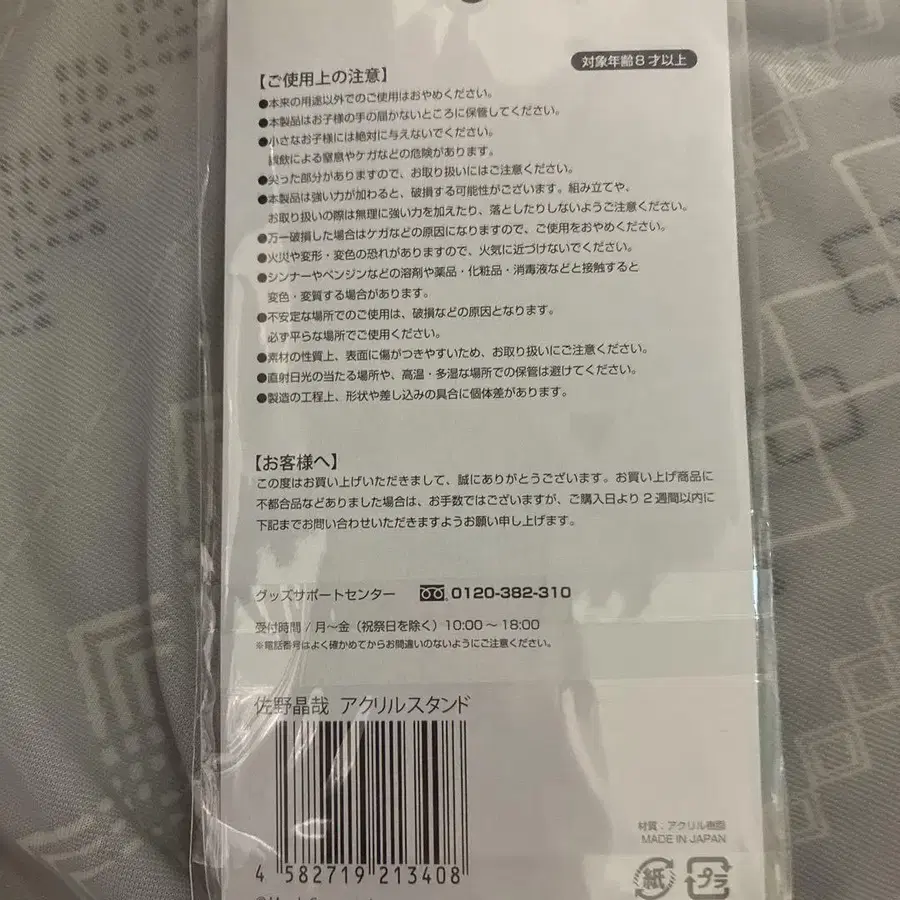 対象年齢8才以上
【ご使用上の注意】
●本来の用途以外でのご使用はおやめください。
●本製品はお子様の手の届かないところに保管してください。
●小さなお子様には絶対に与えないでください。
誤飲による窒息やケガなどの危険があります。
●尖った部分がありますので、お取り扱いにはご注意ください。
●本製品は強い力が加わると、破損する可能性がございます。組み立てや、
お取り扱いの際は無理に強い力を加えたり、落としたりしないようご注意ください。
●万一破損した場合はケガなどの原因になりますので、ご使用をおやめください。
●火災や変形・変色の恐れがありますので、火気に近づけないでください。
●シンナーやベンジンなどの溶剤や薬品・化粧品・消毒液などと接触すると
変色・変質する場合があります。
●不安定な場所でのご使用は、破損などの原因となります。
必ず平らな場所でご使用ください。
●素材の性質上、表面に傷がつきやすいため、お取り扱いにご注意ください。
●直射日光の当たる場所や、高温・多湿な場所での保管は避けてください。
●製造の工程上、形状や差し込みの具合に個体差があります。
【お客様へ】
この度はお買い上げいただきまして、誠にありがとうございます。お買い上げ商品に
不都合品などありました場合は、お手数ではございますが、ご購入日より2週間以内に
下記までお問い合わせいただきますようお願い申し上げます。
グッズサポートセンター 0120-382-310
受付時間/月〜金（祝祭日を除く）10:00〜18:00
※電話番号はよく確かめてからお間違いのないようにご注意ください。
佐野晶哉 アクリルスタンド
4 582719 213408
材質：アクリル樹脂
MADE IN JAPAN
紙 プラ